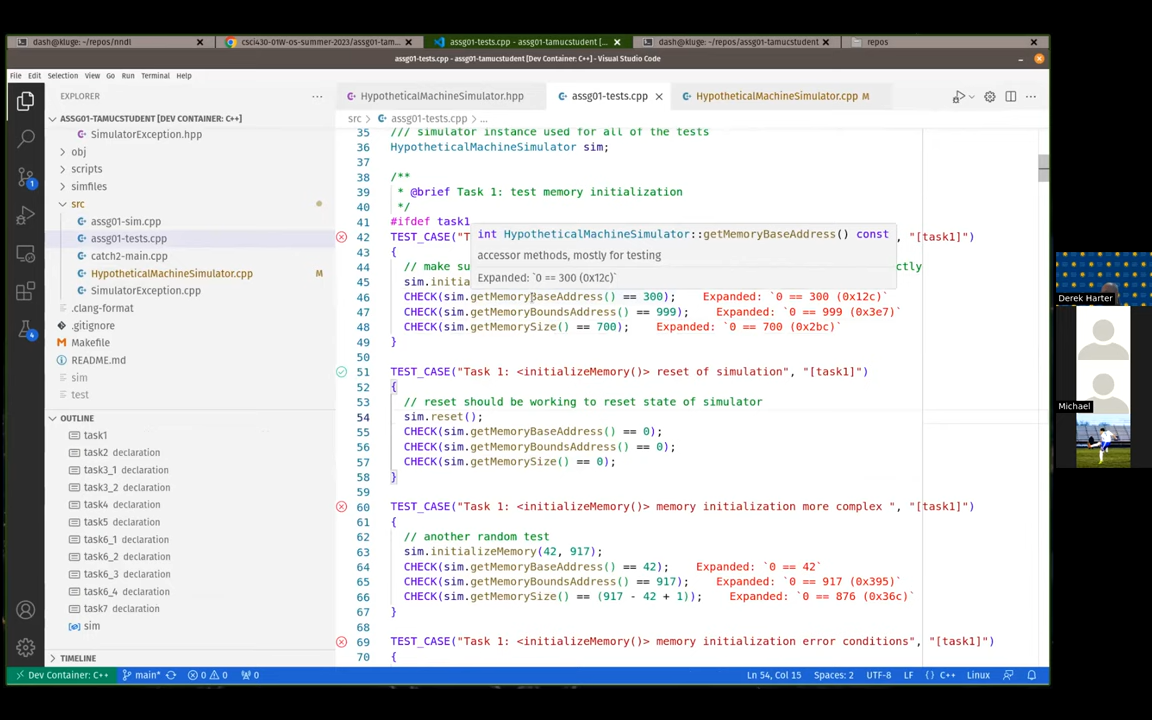 dash@kluge: ~/repos/nndl
csci430-01W-os-summer-2023/assg1-tam...
assg01-tests.cpp - assg01-tamucstudent [...
dash@kluge: ~/repos/assg01-tamucstudent
repos
assg01-tests.cpp - assg01-tamucstudent [Dev Container: C++] - Visual Studio Code
File Edit Selection View Go Run Terminal Help
EXPLORER
HypotheticalMachineSimulator.hpp
assg01-tests.cpp
HypotheticalMachineSimulator.cpp M
ASSG01-TAMUCSTUDENT [DEV CONTAINER: C++]
SimulatorException.hpp
obj
scripts
simfiles
src
assg01-sim.cpp
assg01-tests.cpp
catch2-main.cpp
HypotheticalMachineSimulator.cpp M
SimulatorException.cpp
.clang-format
.gitignore
Makefile
README.md
sim
test
OUTLINE
task1
task2 declaration
task3_1 declaration
task3_2 declaration
task4 declaration
task5 declaration
task6_1 declaration
task6_2 declaration
task6_3 declaration
task6_4 declaration
task7 declaration
sim
TIMELINE
src > assg01-tests.cpp > ...
35 /// simulator instance used for all of the tests
36 HypotheticalMachineSimulator sim;
37
38 /**
39 * @brief Task 1: test memory initialization
40 */
41 #ifdef task1
int HypotheticalMachineSimulator::getMemoryBaseAddress() const
accessor methods, mostly for testing
Expanded: `0 == 300 (0x12c)`
42 TEST_CASE("T , "[task1]")
43 {
44 // make su ctly
45 sim.initia
46 CHECK(sim.getMemoryBaseAddress() == 300); Expanded: `0 == 300 (0x12c)`
47 CHECK(sim.getMemoryBoundsAddress() == 999); Expanded: `0 == 999 (0x3e7)`
48 CHECK(sim.getMemorySize() == 700); Expanded: `0 == 700 (0x2bc)`
49 }
50
51 TEST_CASE("Task 1: <initializeMemory()> reset of simulation", "[task1]")
52 {
53 // reset should be working to reset state of simulator
54 sim.reset();
55 CHECK(sim.getMemoryBaseAddress() == 0);
56 CHECK(sim.getMemoryBoundsAddress() == 0);
57 CHECK(sim.getMemorySize() == 0);
58 }
59
60 TEST_CASE("Task 1: <initializeMemory()> memory initialization more complex ", "[task1]")
61 {
62 // another random test
63 sim.initializeMemory(42, 917);
64 CHECK(sim.getMemoryBaseAddress() == 42); Expanded: `0 == 42`
65 CHECK(sim.getMemoryBoundsAddress() == 917); Expanded: `0 == 917 (0x395)`
66 CHECK(sim.getMemorySize() == (917 - 42 + 1)); Expanded: `0 == 876 (0x36c)`
67 }
68
69 TEST_CASE("Task 1: <initializeMemory()> memory initialization error conditions", "[task1]")
70 {
Dev Container: C++ main* 0 0 0
Ln 54, Col 15 Spaces: 2 UTF-8 LF {} C++ Linux
1
4
Derek Harter
Michael